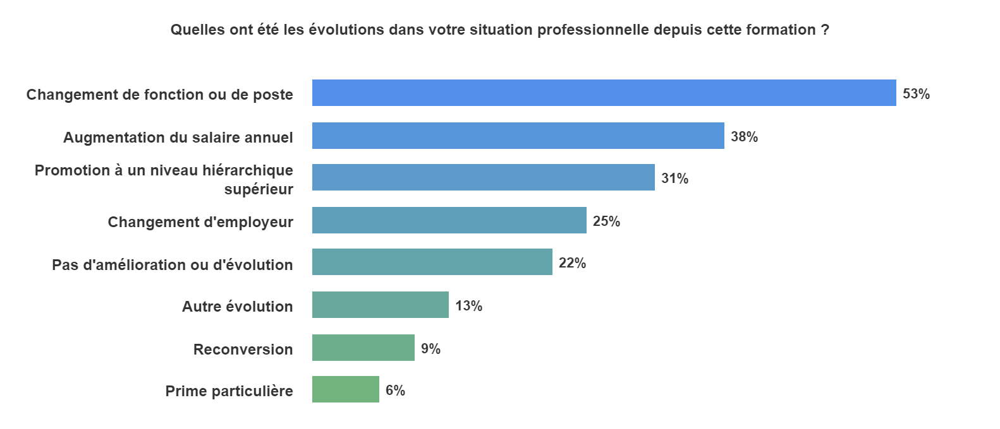 Quelles ont été les évolutions dans votre situation professionnelle depuis cette formation ?
Changement de fonction ou de poste 53%
Augmentation du salaire annuel 38%
Promotion à un niveau hiérarchique
supérieur 31%
Changement d'employeur 25%
Pas d'amélioration ou d'évolution 22%
Autre évolution 13%
Reconversion 9%
Prime particulière 6%